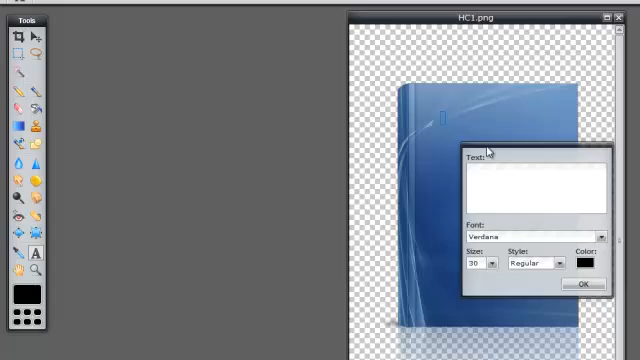 HC1.png
Tools
Text:
Font:
Verdana
Size: Style: Color:
30 Regular
A
OK